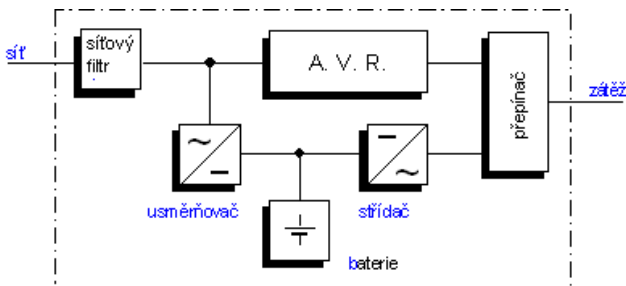 síť
síťový
filtr
A. V. R.
přepínač
zátěž
usměrňovač
střídač
baterie